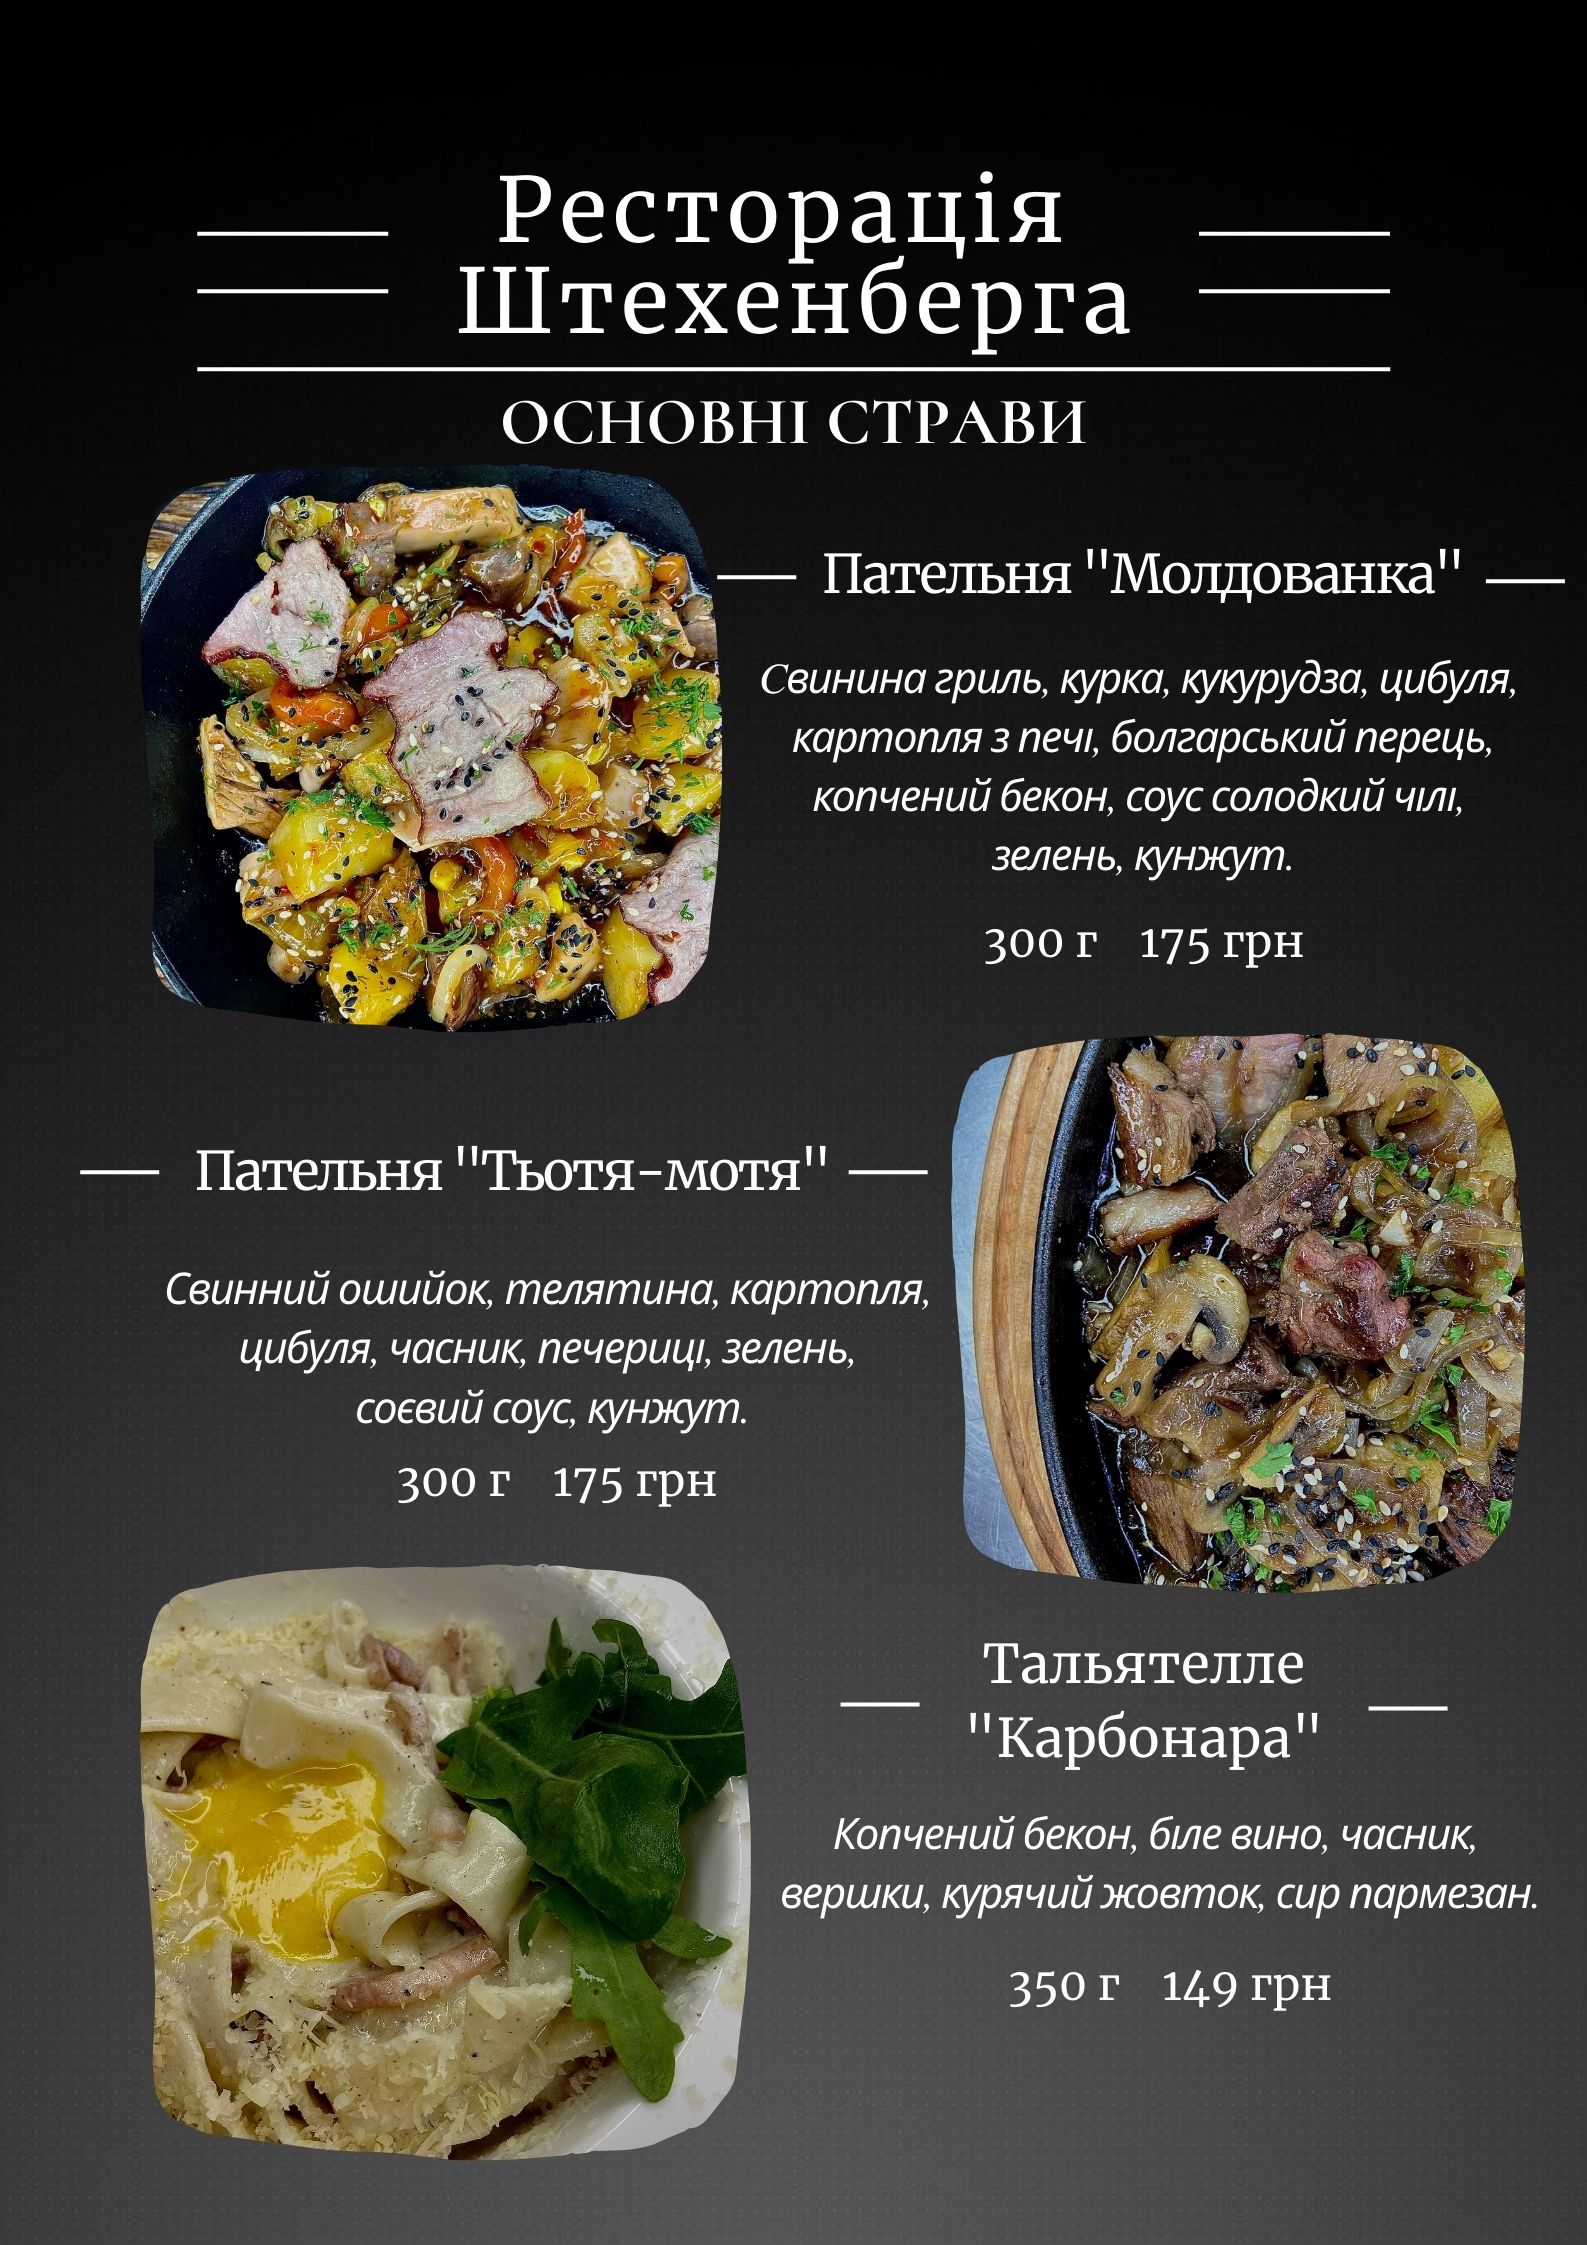 Ресторація
Штехенберга
ОСНОВНІ СТРАВИ
Пательня "Молдованка"
Свинина гриль, курка, кукурудза, цибуля,
картопля з печі, болгарський перець,
копчений бекон, соус солодкий чілі,
зелень, кунжут.
300 г 175 грн
Пательня "Тьотя-мотя"
Свинний ошийок, телятина, картопля,
цибуля, часник, печериці, зелень,
соєвий соус, кунжут.
300 г 175 грн
Тальятелле
"Карбонара"
Копчений бекон, біле вино, часник,
вершки, курячий жовток, сир пармезан.
350 г 149 грн